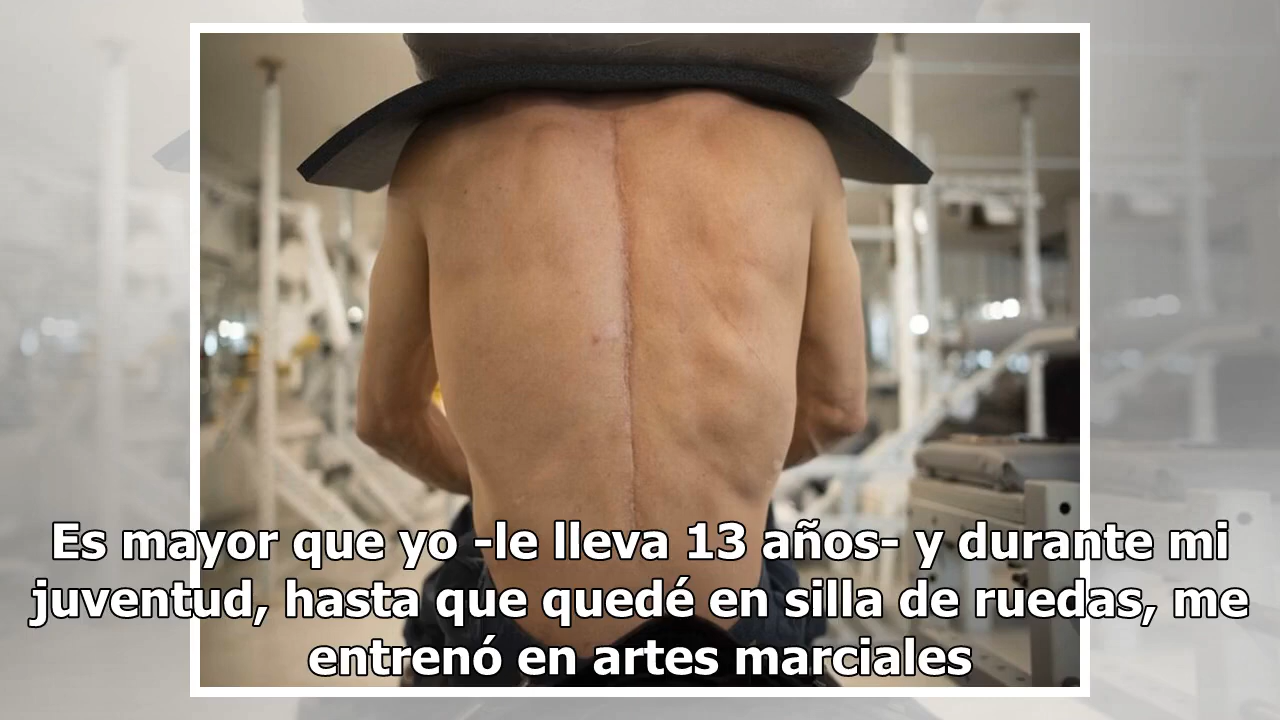 Es mayor que yo -le lleva 13 años- y durante mi
juventud, hasta que quedé en silla de ruedas, me
entrenó en artes marciales